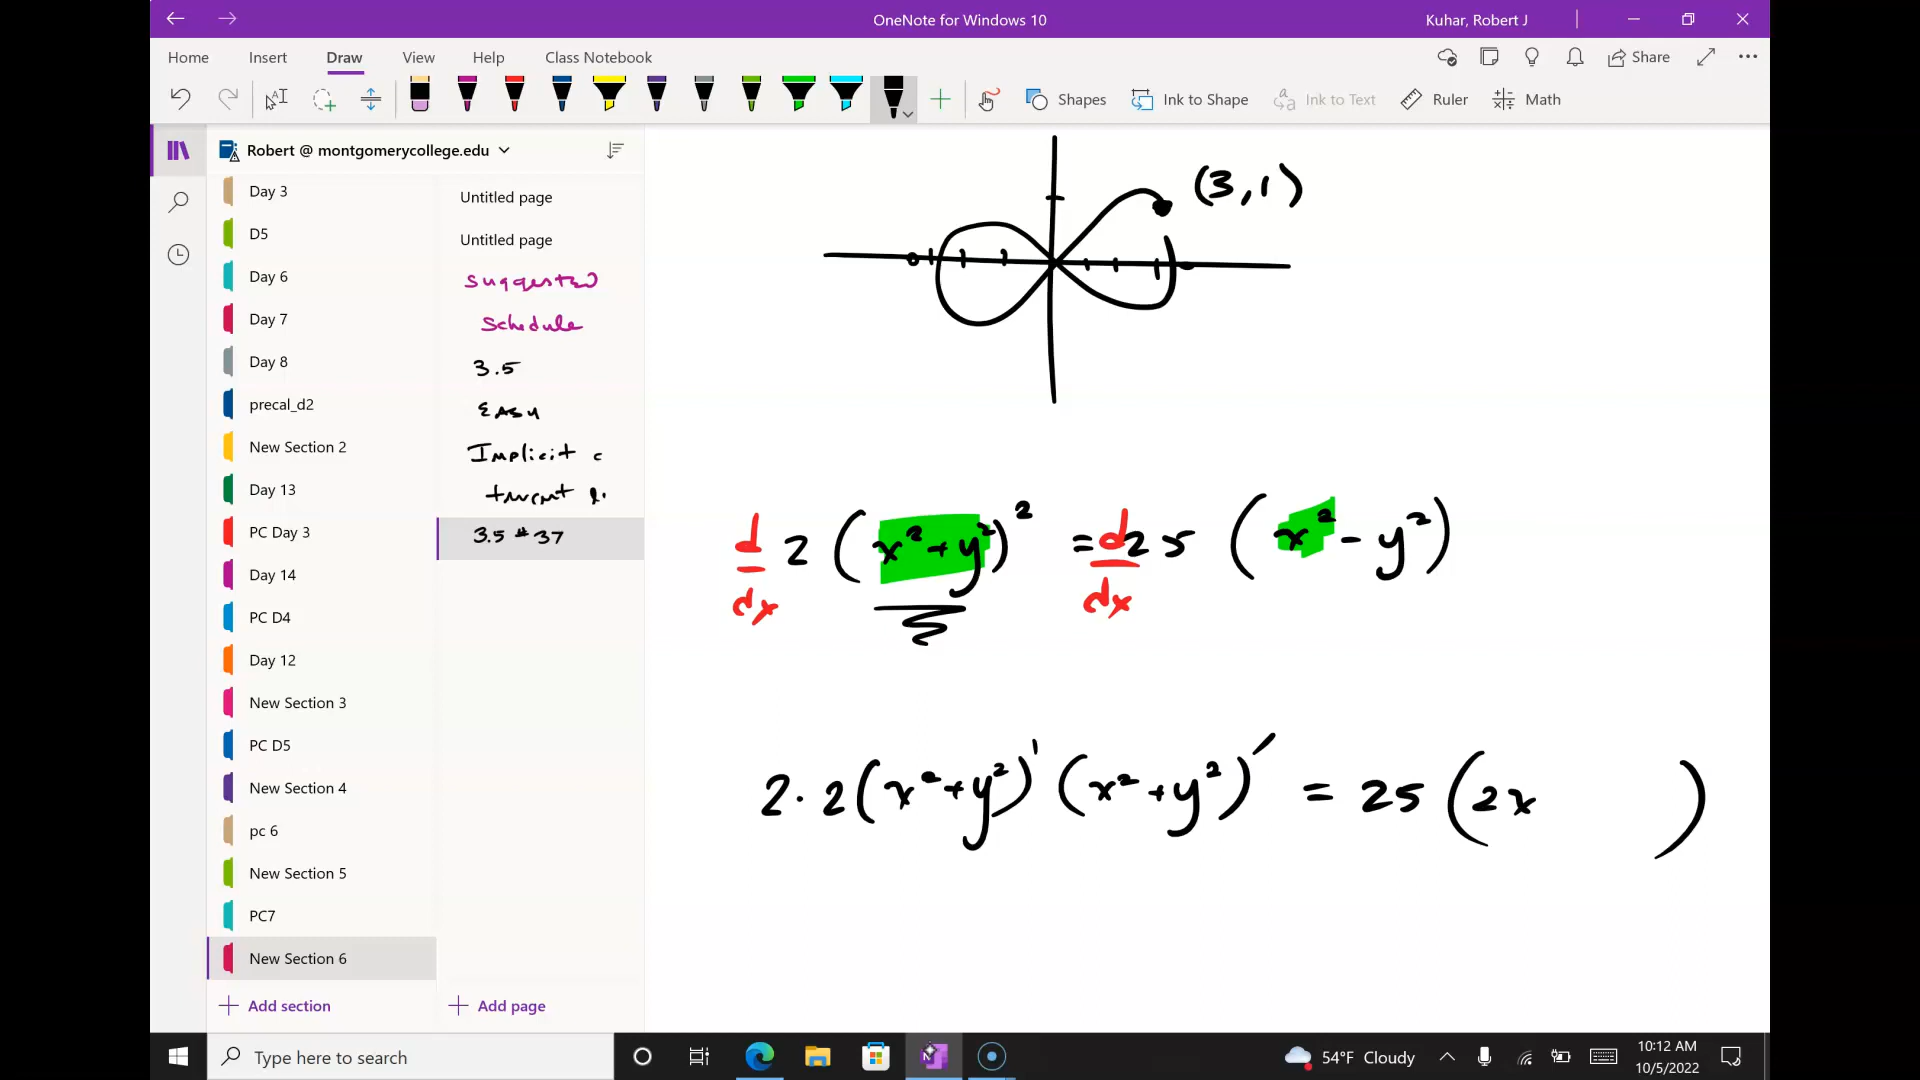 OneNote for Windows 10
Kuhar, Robert J
Home Insert Draw View Help Class Notebook
Share
Shapes Ink to Shape Ink to Text Ruler Math
Robert @ montgomerycollege.edu
Day 3
D5
Day 6
Day 7
Day 8
precal_d2
New Section 2
Day 13
PC Day 3
Day 14
PC D4
Day 12
New Section 3
PC D5
New Section 4
pc 6
New Section 5
PC7
New Section 6
Add section
Untitled page
Untitled page
suggested
schedule
3.5
EASY
Implicit
3.5 # 37
Add page
(3,1)
d/dx 2 (x² + y²)² = d/dx 25 (x² - y²)
2 · 2 (x² + y²)¹ (x² + y²)′ = 25 (2x )
Type here to search
54°F Cloudy
10:12 AM
10/5/2022